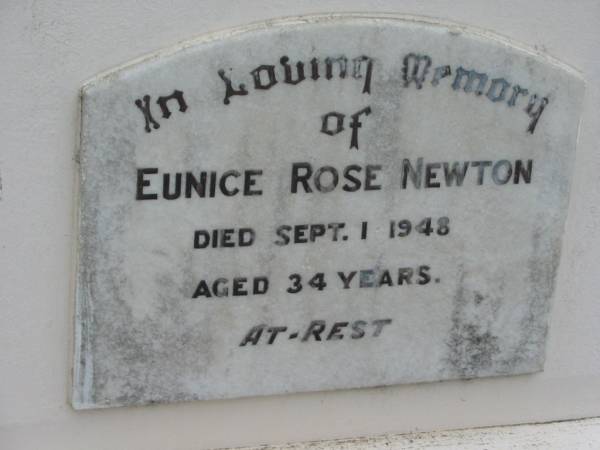 In Loving Memory
of
EUNICE ROSE NEWTON
DIED SEPT. 1 1948
AGED 34 YEARS.
AT-REST